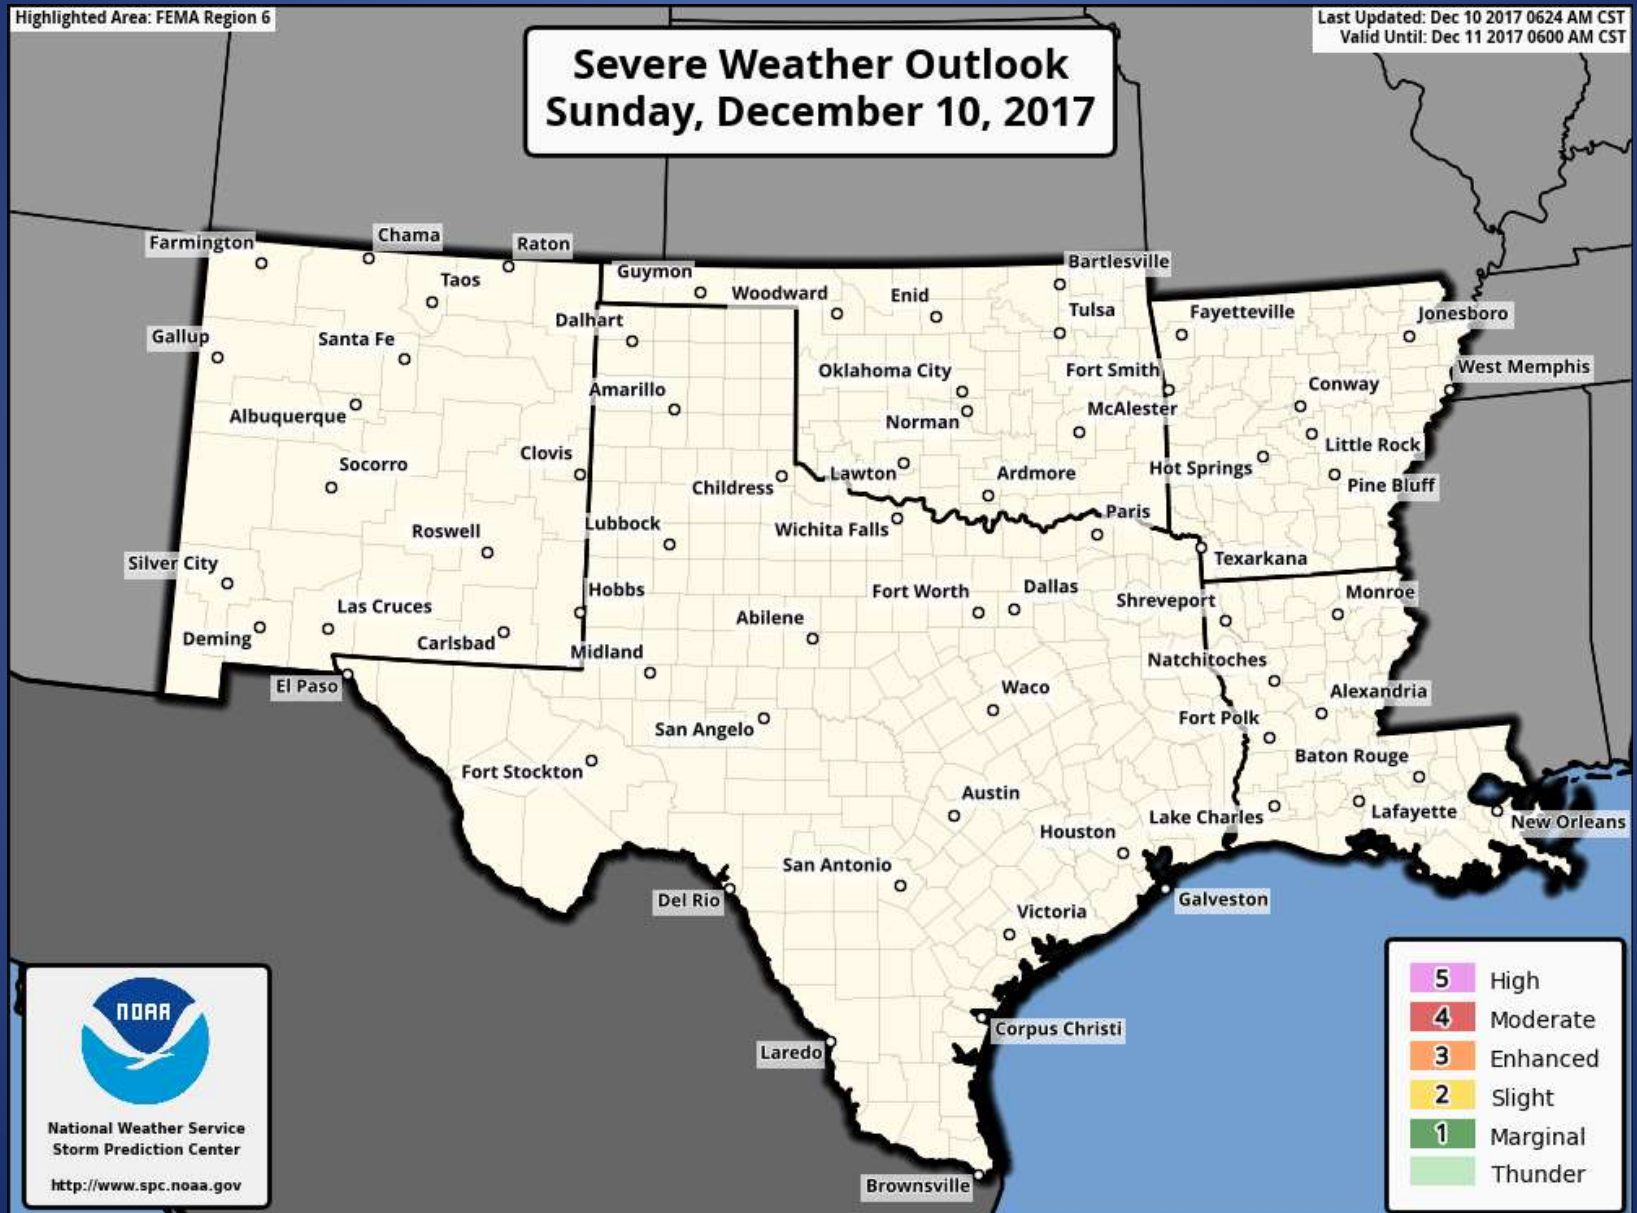 Highlighted Area: FEMA Region 6
Last Updated: Dec 10 2017 0624 AM CST
Valid Until: Dec 11 2017 0600 AM CST
Severe Weather Outlook
Sunday, December 10, 2017
Farmington
Chama
Raton
Taos
Guymon
Woodward
Enid
Bartlesville
Tulsa
Fayetteville
Jonesboro
Gallup
Santa Fe
Dalhart
Oklahoma City
Fort Smith
Conway
West Memphis
Albuquerque
Amarillo
Norman
McAlester
Little Rock
Socorro
Clovis
Childress
Lawton
Ardmore
Hot Springs
Pine Bluff
Roswell
Lubbock
Wichita Falls
Paris
Texarkana
Silver City
Las Cruces
Hobbs
Abilene
Fort Worth
Dallas
Shreveport
Monroe
Deming
Carlsbad
Midland
Natchitoches
El Paso
San Angelo
Waco
Fort Polk
Alexandria
Fort Stockton
Austin
Baton Rouge
Houston
Lake Charles
Lafayette
New Orleans
San Antonio
Del Rio
Victoria
Galveston
Corpus Christi
Laredo
Brownsville
NOAA
National Weather Service
Storm Prediction Center
http://www.spc.noaa.gov
5 High
4 Moderate
3 Enhanced
2 Slight
1 Marginal
Thunder